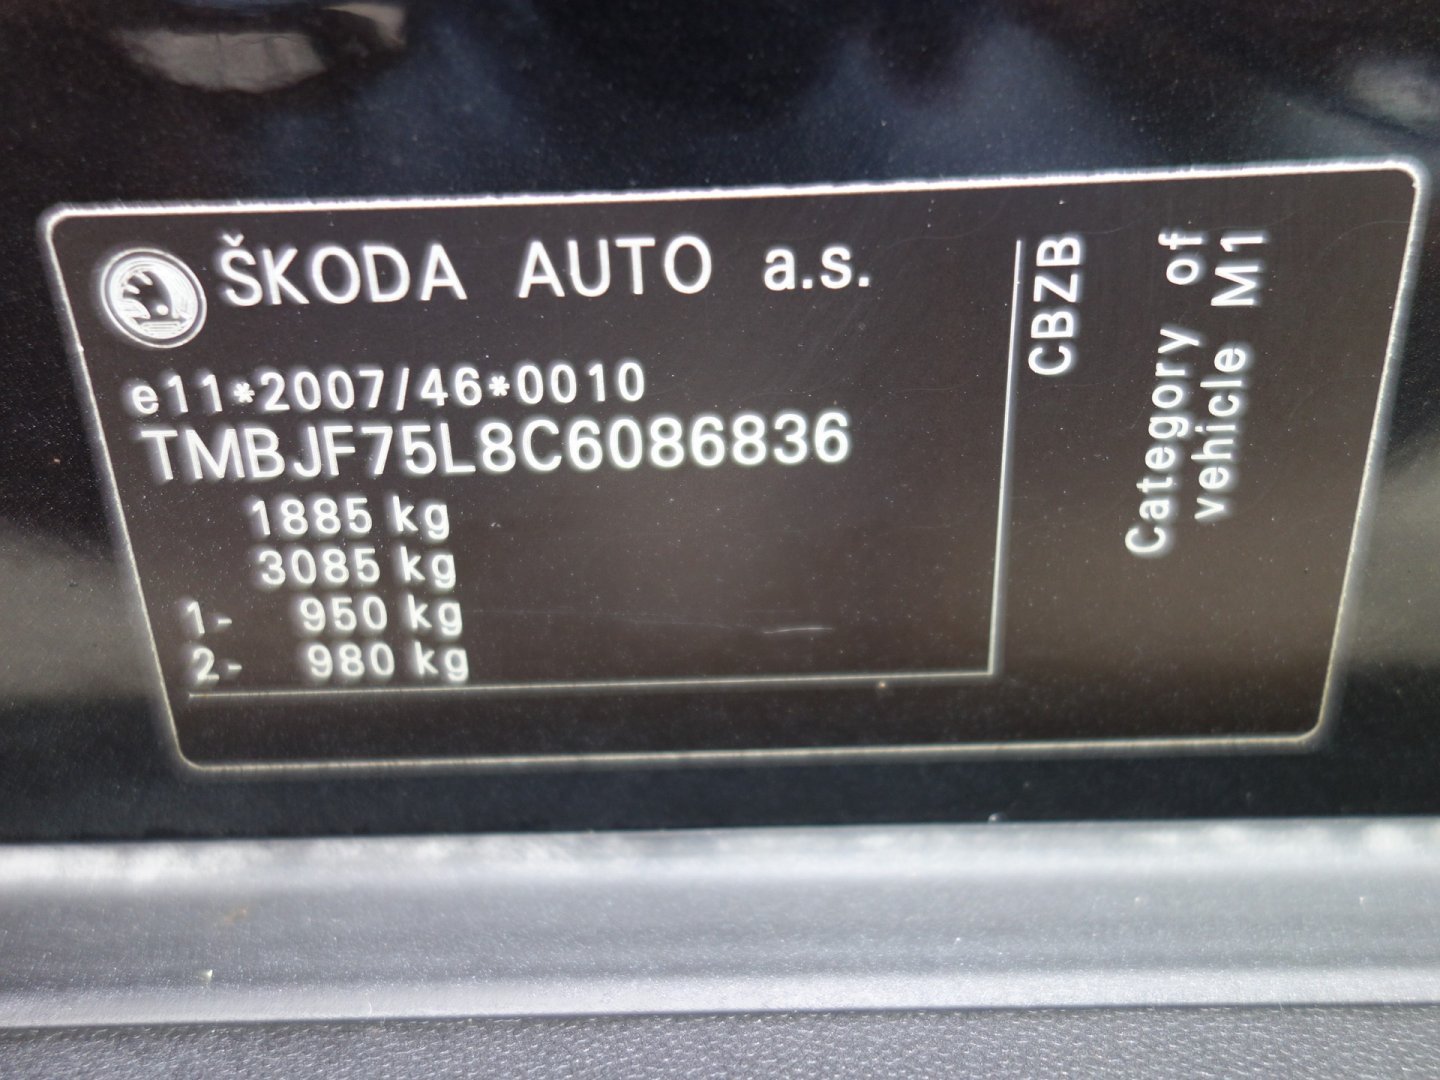 ŠKODA AUTO a.s.
e11*2007/46*0010
TMBJF75L8C6086836
1885 kg
3085 kg
1- 950 kg
2- 980 kg
CBZB
Category of
vehicle M1